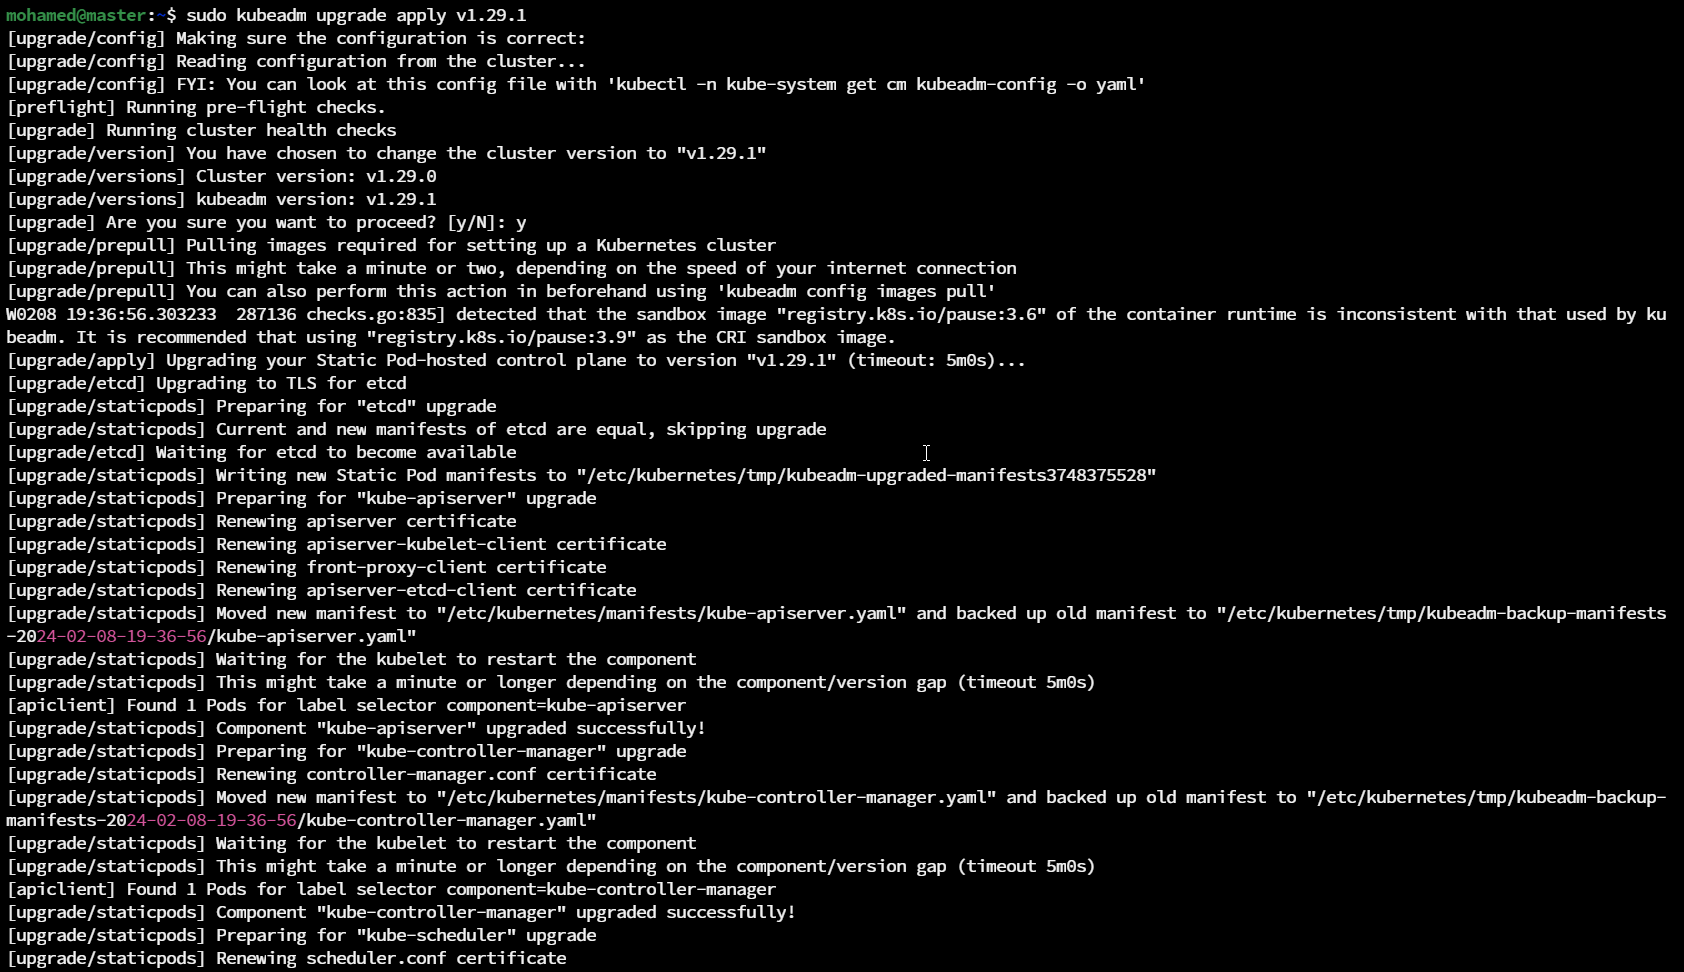 mohamed@master:~$ sudo kubeadm upgrade apply v1.29.1
[upgrade/config] Making sure the configuration is correct:
[upgrade/config] Reading configuration from the cluster...
[upgrade/config] FYI: You can look at this config file with 'kubectl -n kube-system get cm kubeadm-config -o yaml'
[preflight] Running pre-flight checks.
[upgrade] Running cluster health checks
[upgrade/version] You have chosen to change the cluster version to "v1.29.1"
[upgrade/versions] Cluster version: v1.29.0
[upgrade/versions] kubeadm version: v1.29.1
[upgrade] Are you sure you want to proceed? [y/N]: y
[upgrade/prepull] Pulling images required for setting up a Kubernetes cluster
[upgrade/prepull] This might take a minute or two, depending on the speed of your internet connection
[upgrade/prepull] You can also perform this action in beforehand using 'kubeadm config images pull'
W0208 19:36:56.303233  287136 checks.go:835] detected that the sandbox image "registry.k8s.io/pause:3.6" of the container runtime is inconsistent with that used by ku
beadm. It is recommended that using "registry.k8s.io/pause:3.9" as the CRI sandbox image.
[upgrade/apply] Upgrading your Static Pod-hosted control plane to version "v1.29.1" (timeout: 5m0s)...
[upgrade/etcd] Upgrading to TLS for etcd
[upgrade/staticpods] Preparing for "etcd" upgrade
[upgrade/staticpods] Current and new manifests of etcd are equal, skipping upgrade
[upgrade/etcd] Waiting for etcd to become available
[upgrade/staticpods] Writing new Static Pod manifests to "/etc/kubernetes/tmp/kubeadm-upgraded-manifests3748375528"
[upgrade/staticpods] Preparing for "kube-apiserver" upgrade
[upgrade/staticpods] Renewing apiserver certificate
[upgrade/staticpods] Renewing apiserver-kubelet-client certificate
[upgrade/staticpods] Renewing front-proxy-client certificate
[upgrade/staticpods] Renewing apiserver-etcd-client certificate
[upgrade/staticpods] Moved new manifest to "/etc/kubernetes/manifests/kube-apiserver.yaml" and backed up old manifest to "/etc/kubernetes/tmp/kubeadm-backup-manifests
-2024-02-08-19-36-56/kube-apiserver.yaml"
[upgrade/staticpods] Waiting for the kubelet to restart the component
[upgrade/staticpods] This might take a minute or longer depending on the component/version gap (timeout 5m0s)
[apiclient] Found 1 Pods for label selector component=kube-apiserver
[upgrade/staticpods] Component "kube-apiserver" upgraded successfully!
[upgrade/staticpods] Preparing for "kube-controller-manager" upgrade
[upgrade/staticpods] Renewing controller-manager.conf certificate
[upgrade/staticpods] Moved new manifest to "/etc/kubernetes/manifests/kube-controller-manager.yaml" and backed up old manifest to "/etc/kubernetes/tmp/kubeadm-backup-
manifests-2024-02-08-19-36-56/kube-controller-manager.yaml"
[upgrade/staticpods] Waiting for the kubelet to restart the component
[upgrade/staticpods] This might take a minute or longer depending on the component/version gap (timeout 5m0s)
[apiclient] Found 1 Pods for label selector component=kube-controller-manager
[upgrade/staticpods] Component "kube-controller-manager" upgraded successfully!
[upgrade/staticpods] Preparing for "kube-scheduler" upgrade
[upgrade/staticpods] Renewing scheduler.conf certificate